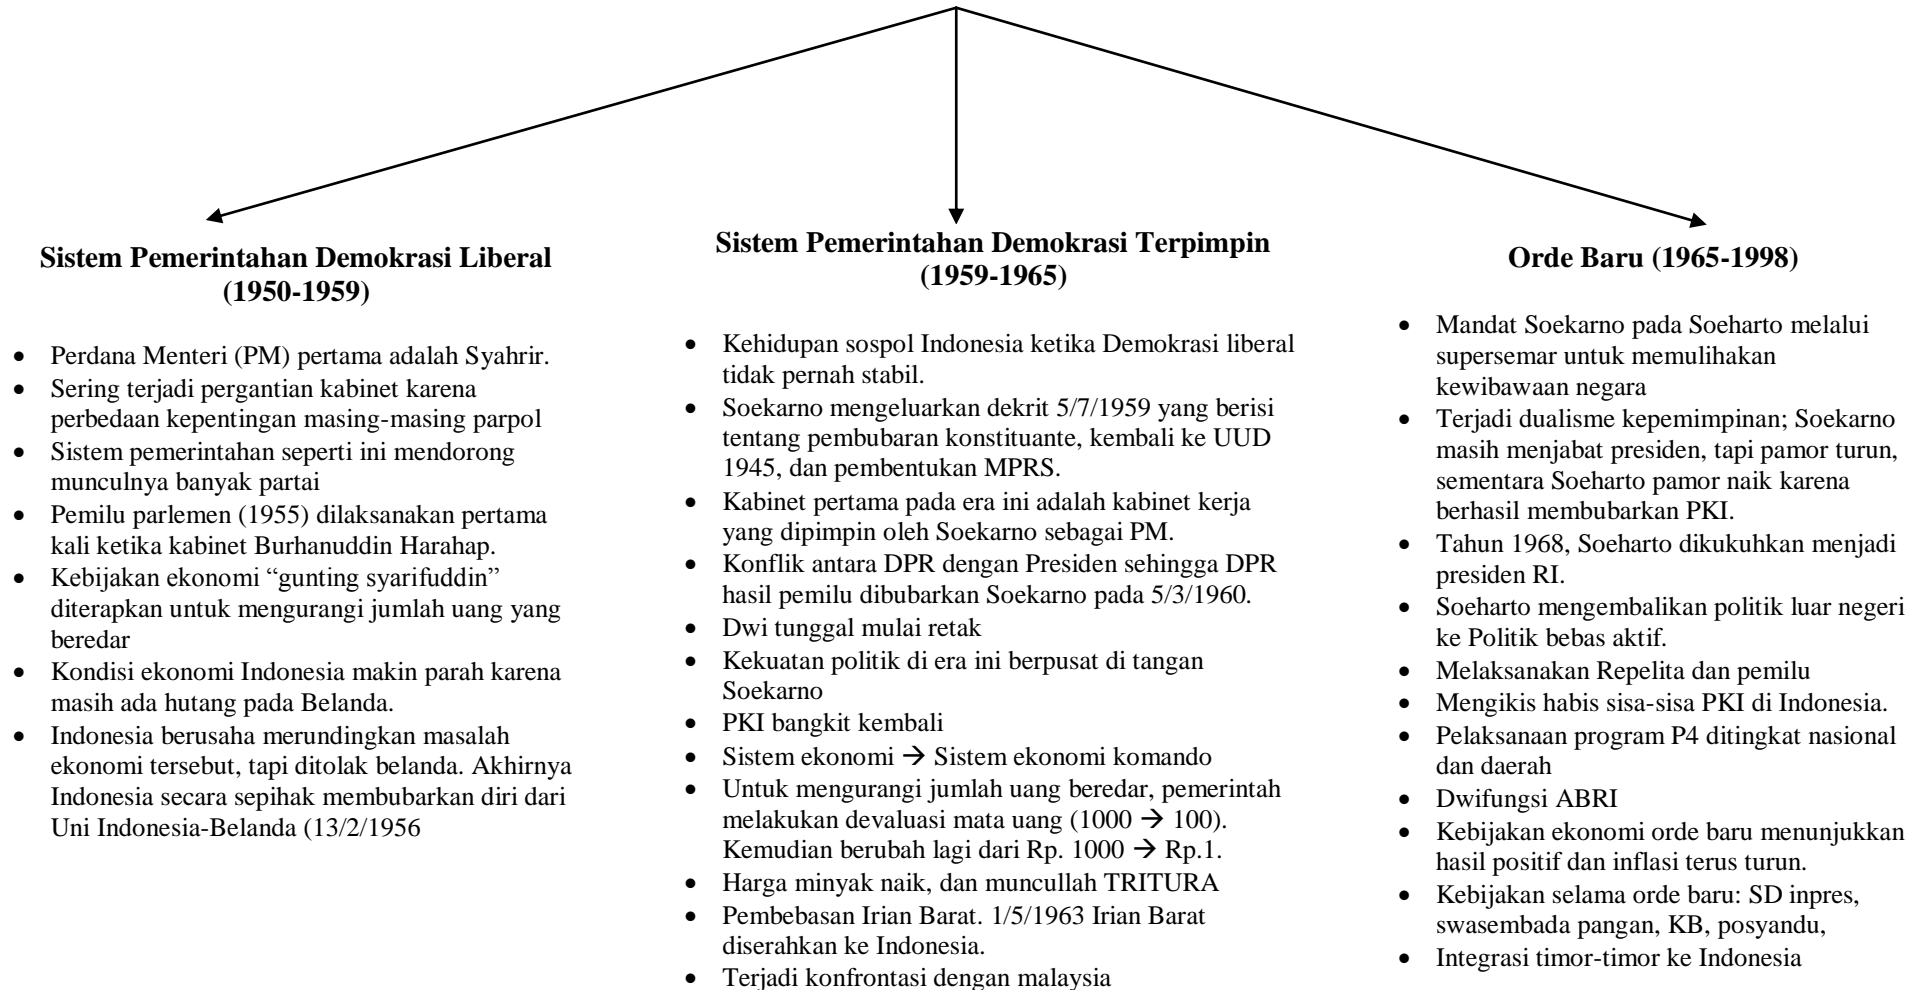 Sistem Pemerintahan Demokrasi Liberal
(1950-1959)
• Perdana Menteri (PM) pertama adalah Syahrir.
• Sering terjadi pergantian kabinet karena
perbedaan kepentingan masing-masing parpol
• Sistem pemerintahan seperti ini mendorong
munculnya banyak partai
• Pemilu parlemen (1955) dilaksanakan pertama
kali ketika kabinet Burhanuddin Harahap.
• Kebijakan ekonomi “gunting syarifuddin”
diterapkan untuk mengurangi jumlah uang yang
beredar
• Kondisi ekonomi Indonesia makin parah karena
masih ada hutang pada Belanda.
• Indonesia berusaha merundingkan masalah
ekonomi tersebut, tapi ditolak belanda. Akhirnya
Indonesia secara sepihak membubarkan diri dari
Uni Indonesia-Belanda (13/2/1956
Sistem Pemerintahan Demokrasi Terpimpin
(1959-1965)
• Kehidupan sospol Indonesia ketika Demokrasi liberal
tidak pernah stabil.
• Soekarno mengeluarkan dekrit 5/7/1959 yang berisi
tentang pembubaran konstituante, kembali ke UUD
1945, dan pembentukan MPRS.
• Kabinet pertama pada era ini adalah kabinet kerja
yang dipimpin oleh Soekarno sebagai PM.
• Konflik antara DPR dengan Presiden sehingga DPR
hasil pemilu dibubarkan Soekarno pada 5/3/1960.
• Dwi tunggal mulai retak
• Kekuatan politik di era ini berpusat di tangan
Soekarno
• PKI bangkit kembali
• Sistem ekonomi → Sistem ekonomi komando
• Untuk mengurangi jumlah uang beredar, pemerintah
melakukan devaluasi mata uang (1000 → 100).
Kemudian berubah lagi dari Rp. 1000 → Rp.1.
• Harga minyak naik, dan muncullah TRITURA
• Pembebasan Irian Barat. 1/5/1963 Irian Barat
diserahkan ke Indonesia.
• Terjadi konfrontasi dengan malaysia
Orde Baru (1965-1998)
• Mandat Soekarno pada Soeharto melalui
supersemar untuk memulihakan
kewibawaan negara
• Terjadi dualisme kepemimpinan; Soekarno
masih menjabat presiden, tapi pamor turun,
sementara Soeharto pamor naik karena
berhasil membubarkan PKI.
• Tahun 1968, Soeharto dikukuhkan menjadi
presiden RI.
• Soeharto mengembalikan politik luar negeri
ke Politik bebas aktif.
• Melaksanakan Repelita dan pemilu
• Mengikis habis sisa-sisa PKI di Indonesia.
• Pelaksanaan program P4 ditingkat nasional
dan daerah
• Dwifungsi ABRI
• Kebijakan ekonomi orde baru menunjukkan
hasil positif dan inflasi terus turun.
• Kebijakan selama orde baru: SD inpres,
swasembada pangan, KB, posyandu,
• Integrasi timor-timor ke Indonesia